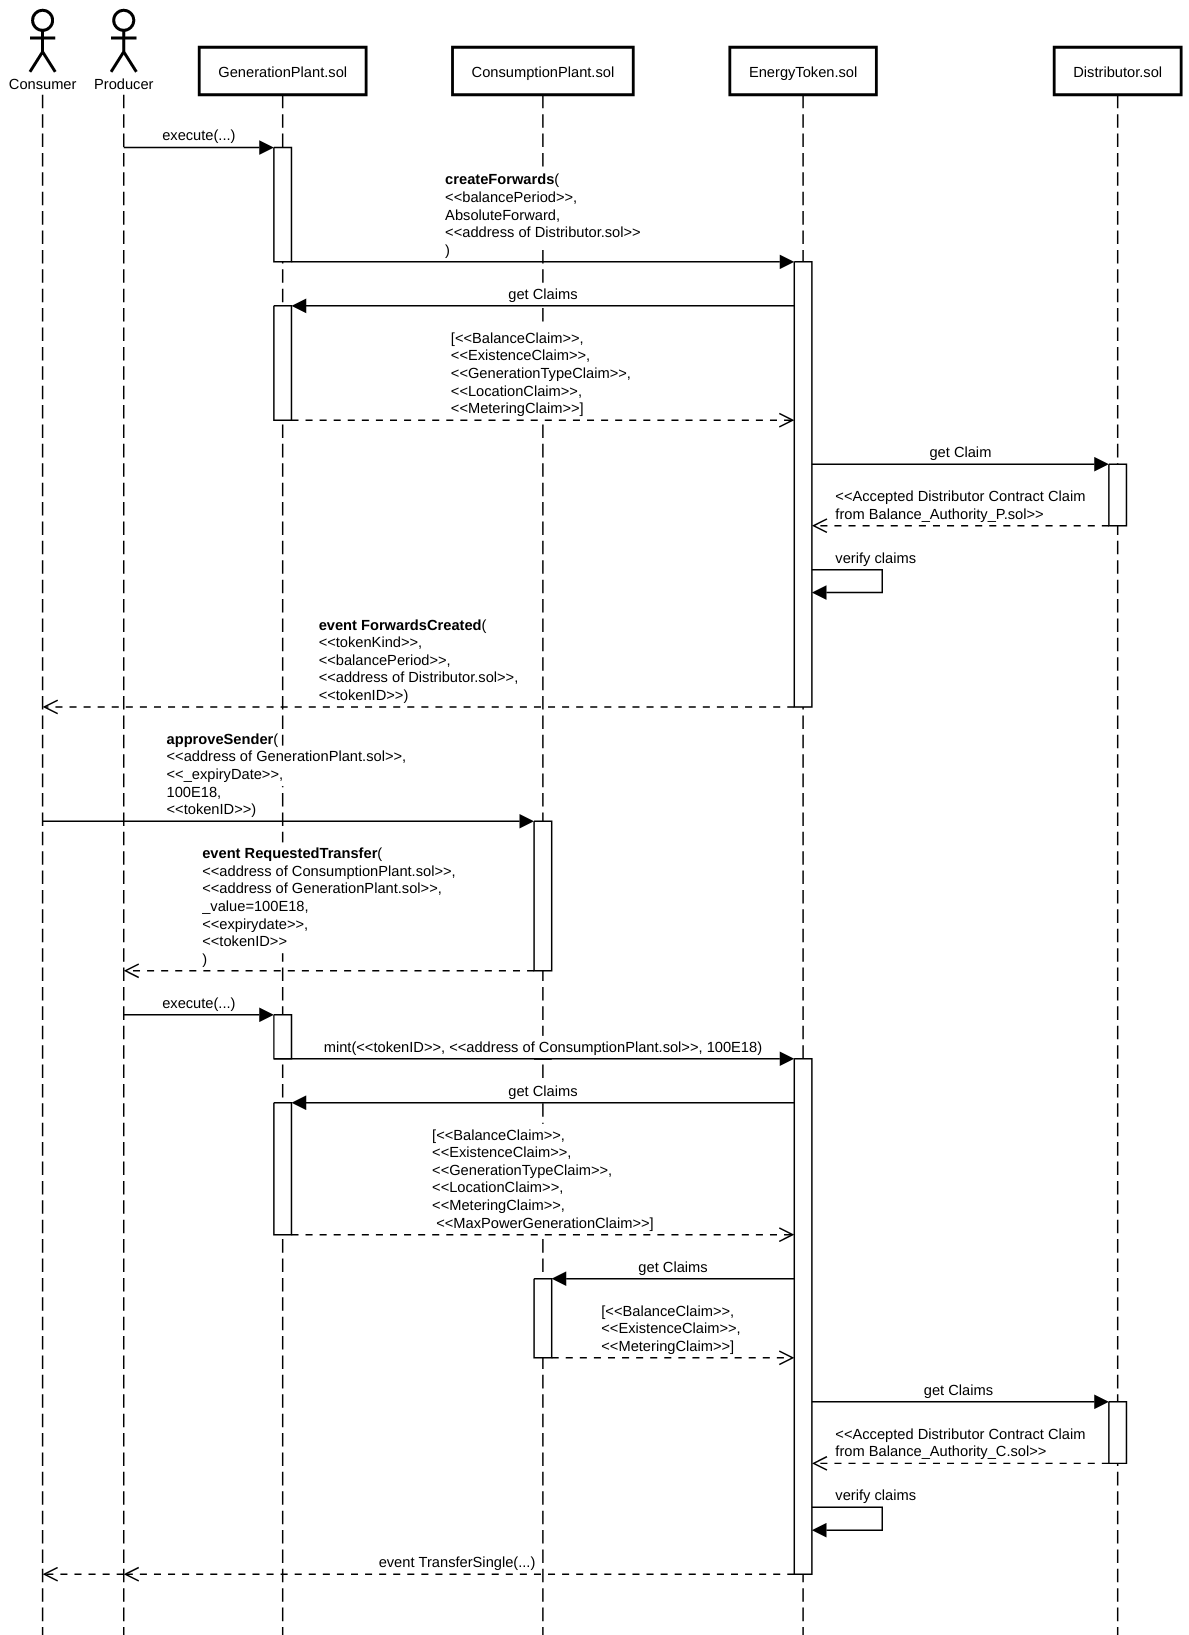 Consumer
Producer
GenerationPlant.sol
ConsumptionPlant.sol
EnergyToken.sol
Distributor.sol
execute(...)
createForwards(
<<balancePeriod>>,
AbsoluteForward,
<<address of Distributor.sol>>
)
get Claims
[<<BalanceClaim>>,
<<ExistenceClaim>>,
<<GenerationTypeClaim>>,
<<LocationClaim>>,
<<MeteringClaim>>]
get Claim
<<Accepted Distributor Contract Claim
from Balance_Authority_P.sol>>
verify claims
event ForwardsCreated(
<<tokenKind>>,
<<balancePeriod>>,
<<address of Distributor.sol>>,
<<tokenID>>)
approveSender(
<<address of GenerationPlant.sol>>,
<<_expiryDate>>,
100E18,
<<tokenID>>)
event RequestedTransfer(
<<address of ConsumptionPlant.sol>>,
<<address of GenerationPlant.sol>>,
_value=100E18,
<<expirydate>>,
<<tokenID>>
)
execute(...)
mint(<<tokenID>>, <<address of ConsumptionPlant.sol>>, 100E18)
get Claims
[<<BalanceClaim>>,
<<ExistenceClaim>>,
<<GenerationTypeClaim>>,
<<LocationClaim>>,
<<MeteringClaim>>,
<<MaxPowerGenerationClaim>>]
get Claims
[<<BalanceClaim>>,
<<ExistenceClaim>>,
<<MeteringClaim>>]
get Claims
<<Accepted Distributor Contract Claim
from Balance_Authority_C.sol>>
verify claims
event TransferSingle(...)